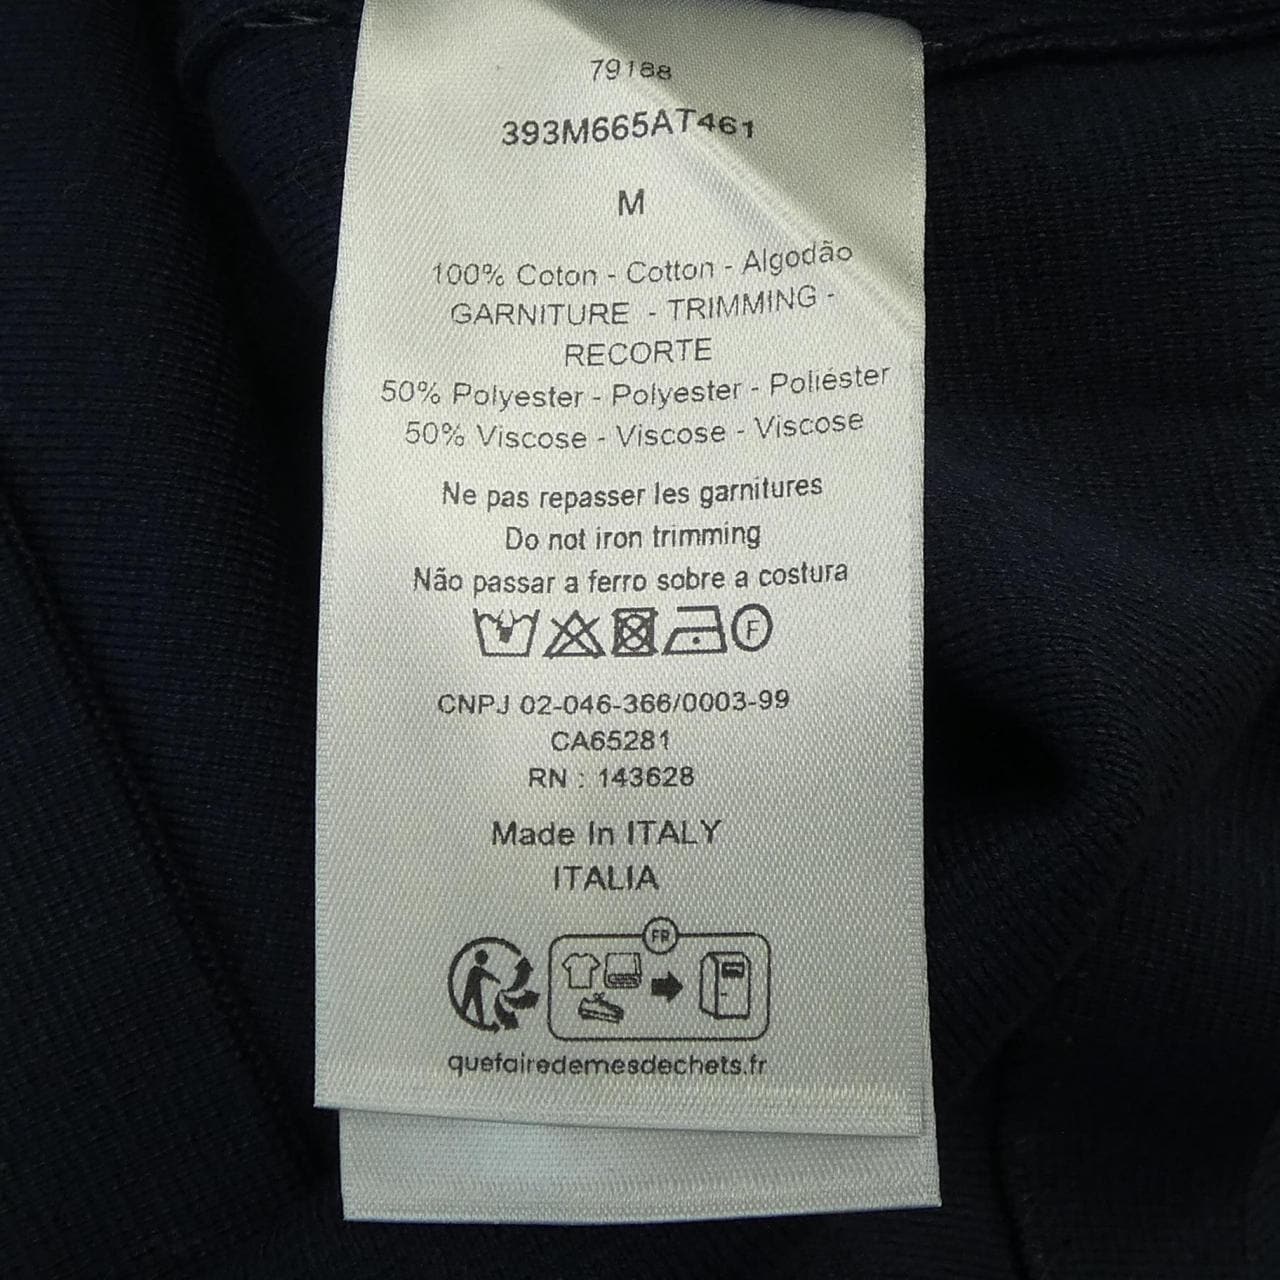 79188
393M665AT461
M
100% Coton - Cotton - Algodão
GARNITURE - TRIMMING -
RECORTE
50% Polyester - Polyester - Poliéster
50% Viscose - Viscose - Viscose
Ne pas repasser les garnitures
Do not iron trimming
Não passar a ferro sobre a costura
F
CNPJ 02-046-366/0003-99
CA65281
RN : 143628
Made In ITALY
ITALIA
FR
quefairedemesdechets.fr